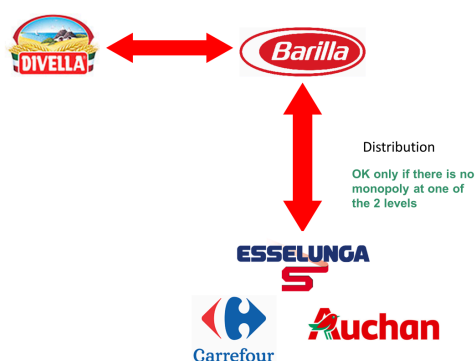 DIVELLA
Barilla
Distribution
OK only if there is no
monopoly at one of
the 2 levels
ESSELUNGA
S
Carrefour
Auchan